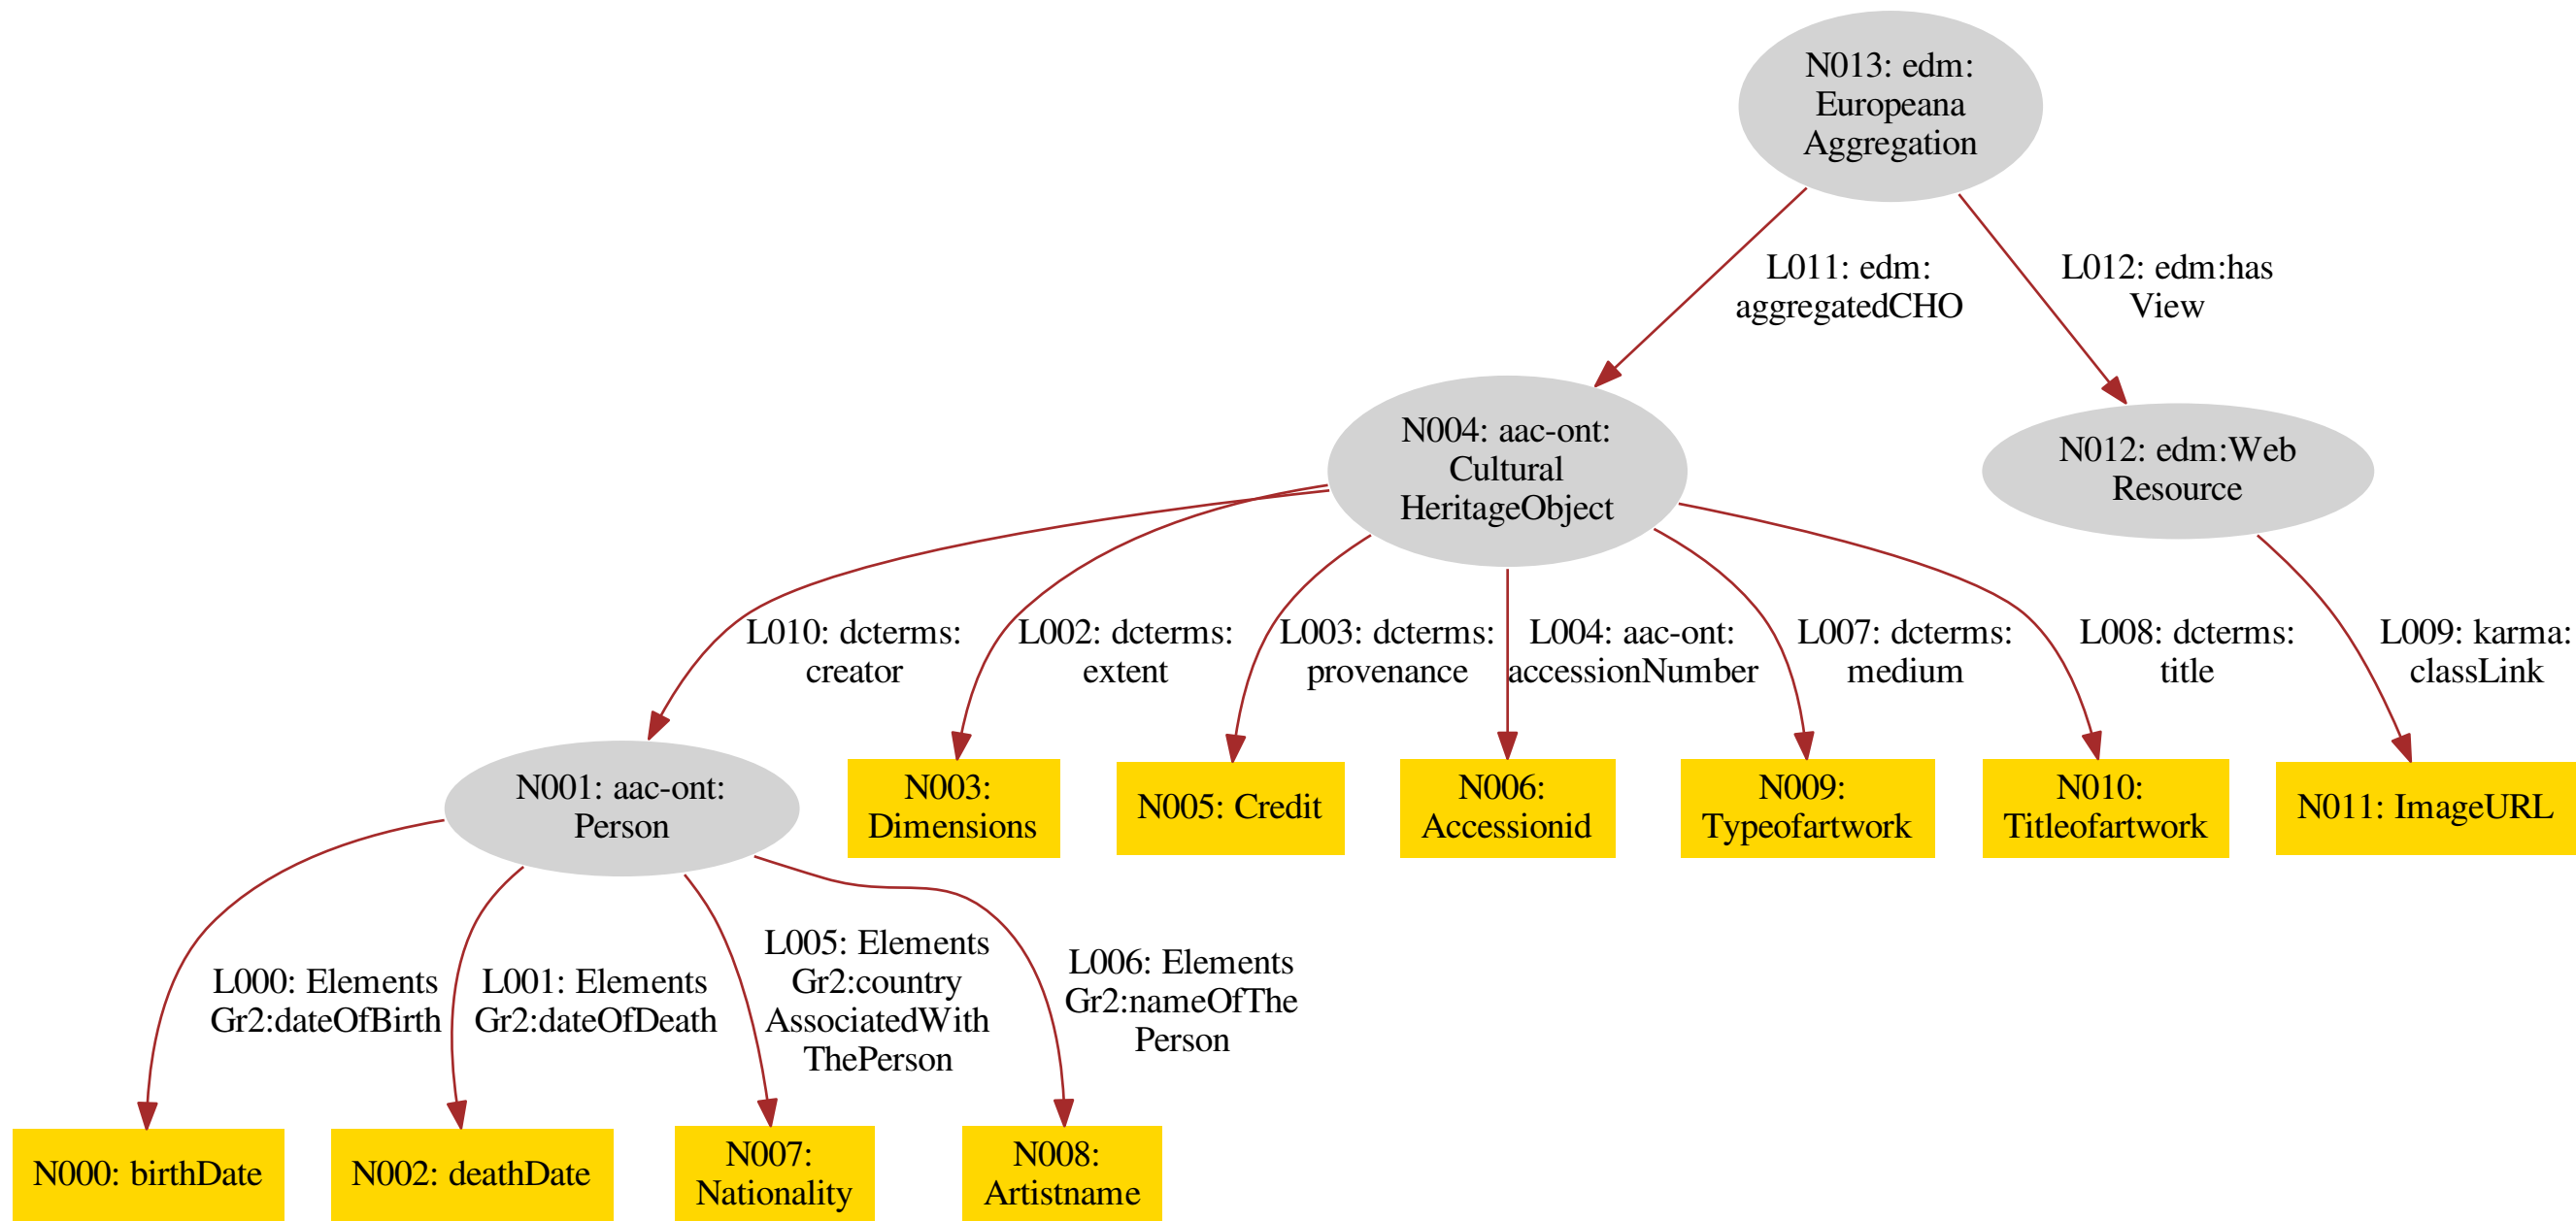 N013: edm:
Europeana
Aggregation
L011: edm:
aggregatedCHO
L012: edm:has
View
N004: aac-ont:
Cultural
HeritageObject
N012: edm:Web
Resource
L010: dcterms:
creator
L002: dcterms:
extent
L003: dcterms:
provenance
L004: aac-ont:
accessionNumber
L007: dcterms:
medium
L008: dcterms:
title
L009: karma:
classLink
N001: aac-ont:
Person
N003:
Dimensions
N005: Credit
N006:
Accessionid
N009:
Typeofartwork
N010:
Titleofartwork
N011: ImageURL
L000: Elements
Gr2:dateOfBirth
L001: Elements
Gr2:dateOfDeath
L005: Elements
Gr2:country
AssociatedWith
ThePerson
L006: Elements
Gr2:nameOfThe
Person
N000: birthDate
N002: deathDate
N007:
Nationality
N008:
Artistname